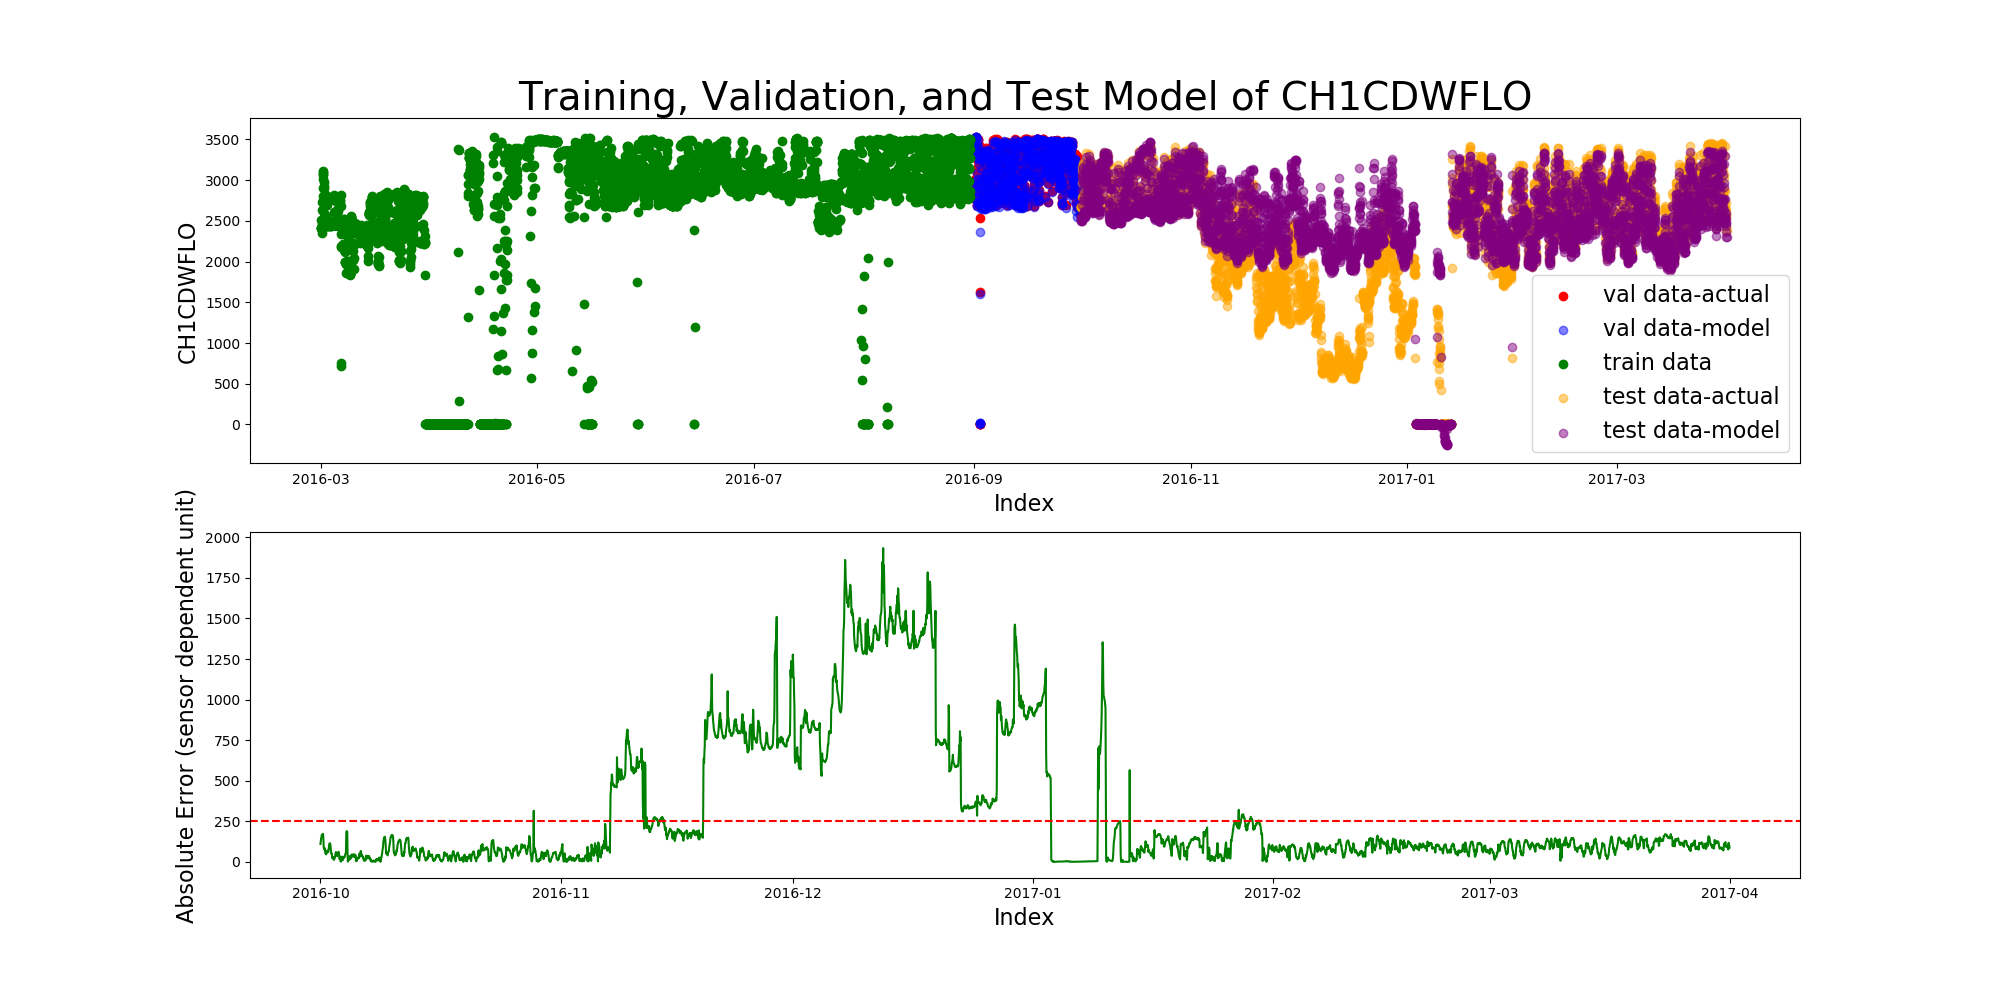 Training, Validation, and Test Model of CH1CDWFLO
CH1CDWFLO
3500
3000
2500
2000
1500
1000
500
0
val data-actual
val data-model
train data
test data-actual
test data-model
2016-03 2016-05 2016-07 2016-09 2016-11 2017-01 2017-03
Index
Absolute Error (sensor dependent unit)
2000
1750
1500
1250
1000
750
500
250
0
2016-10 2016-11 2016-12 2017-01 2017-02 2017-03 2017-04
Index